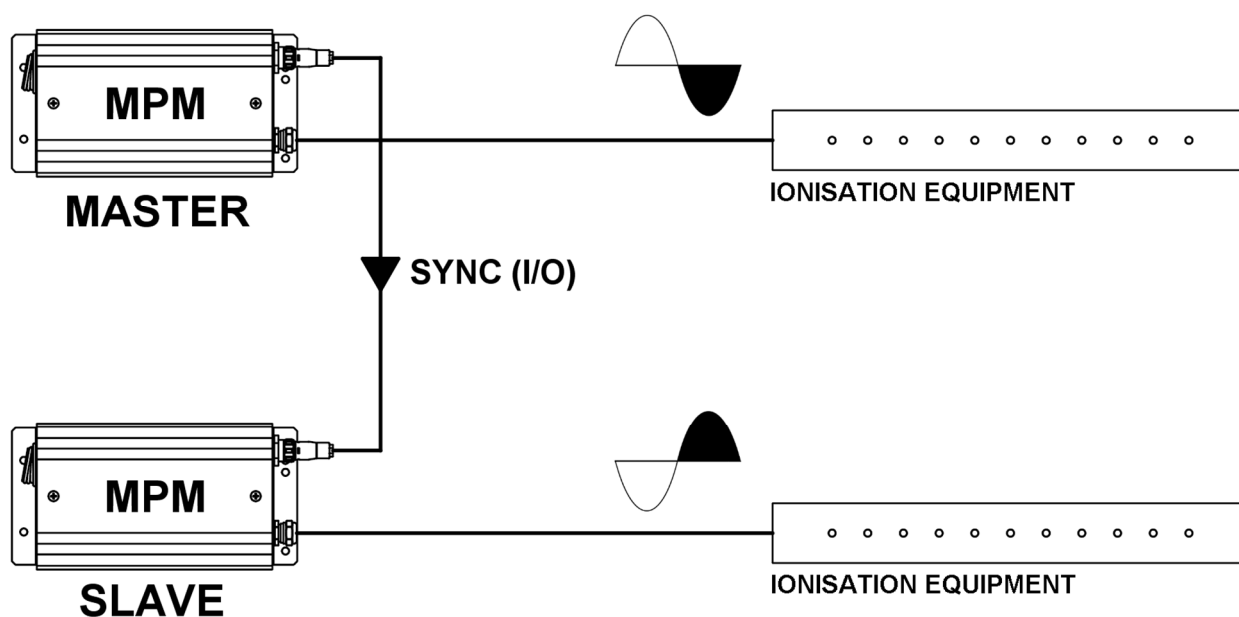 MPM
MASTER
IONISATION EQUIPMENT
SYNC (I/O)
MPM
SLAVE
IONISATION EQUIPMENT